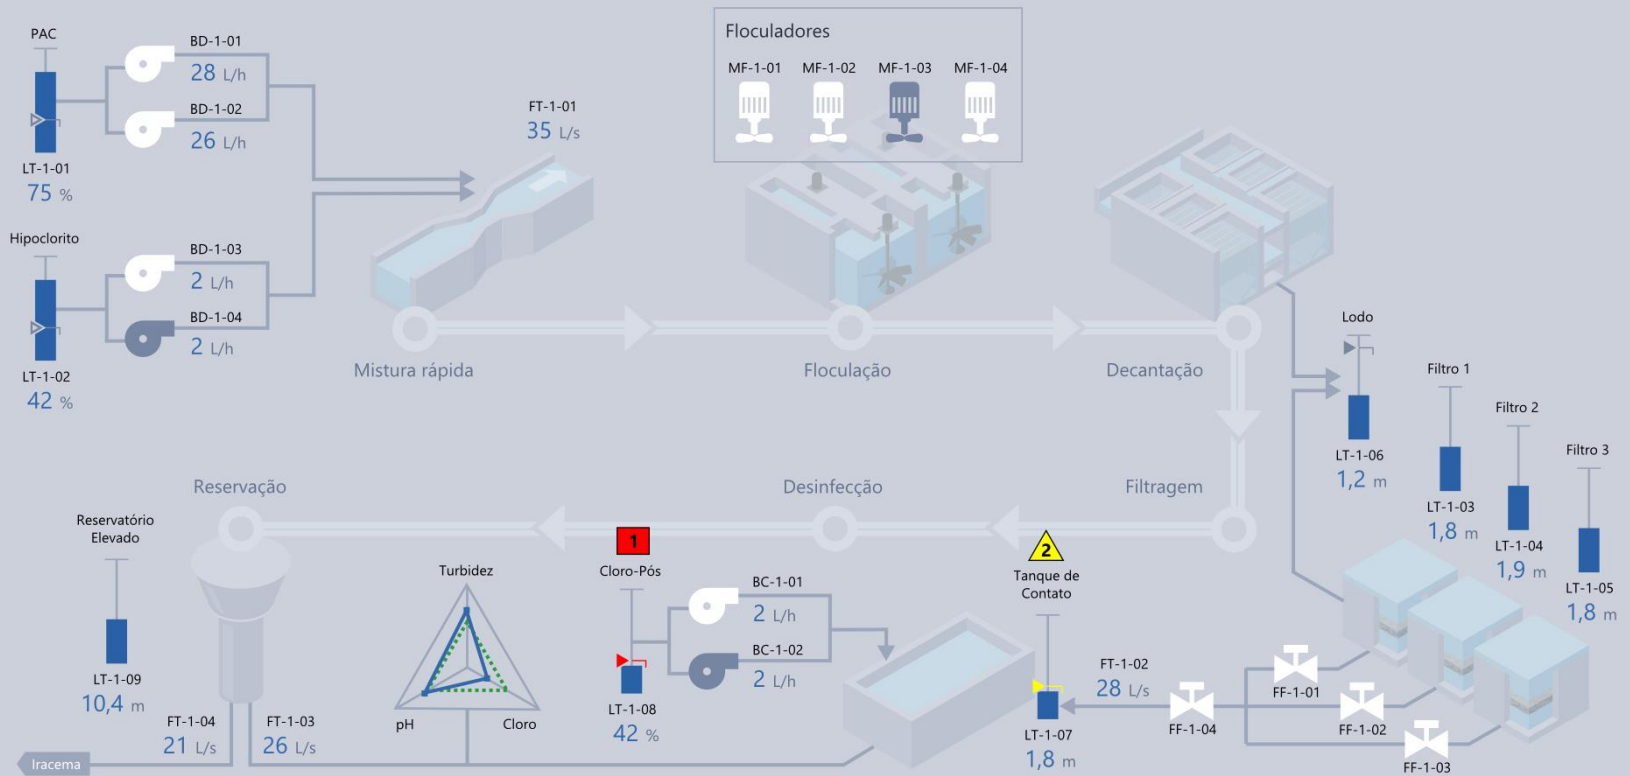 PAC
BD-1-01
28 L/h
BD-1-02
26 L/h
LT-1-01
75 %
Hipoclorito
BD-1-03
2 L/h
BD-1-04
2 L/h
LT-1-02
42 %
FT-1-01
35 L/s
Floculadores
MF-1-01 MF-1-02 MF-1-03 MF-1-04
Mistura rápida
Floculação
Decantação
Lodo
LT-1-06
1,2 m
Filtro 1
LT-1-03
1,8 m
Filtro 2
LT-1-04
1,9 m
Filtro 3
LT-1-05
1,8 m
Reservação
Desinfecção
Filtragem
Reservatório
Elevado
LT-1-09
10,4 m
FT-1-04
21 L/s
FT-1-03
26 L/s
Iracema
Turbidez
pH
Cloro
1
Cloro-Pós
LT-1-08
42 %
BC-1-01
2 L/h
BC-1-02
2 L/h
2
Tanque de
Contato
LT-1-07
1,8 m
FT-1-02
28 L/s
FF-1-04
FF-1-01
FF-1-02
FF-1-03